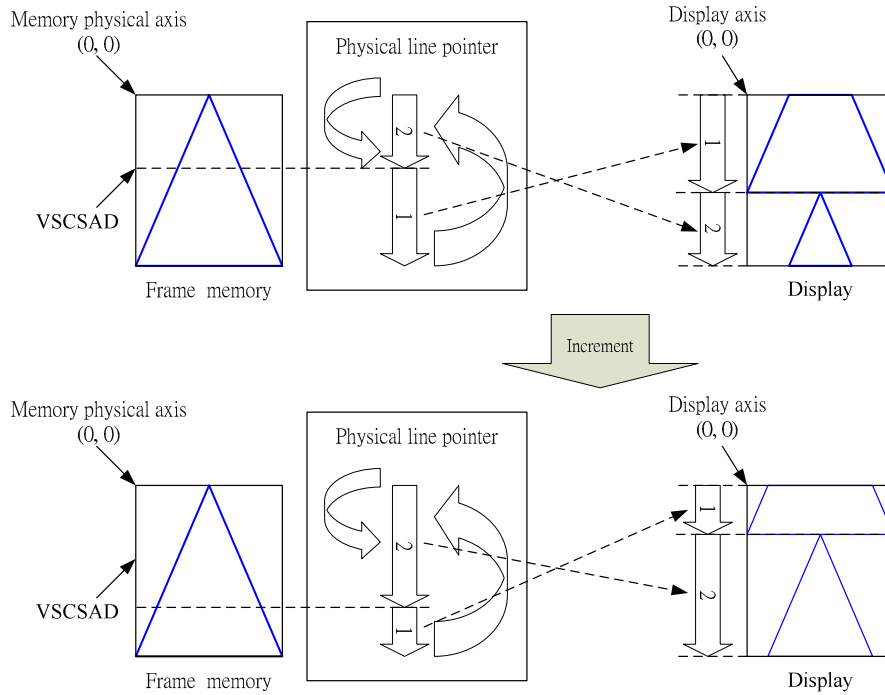 Memory physical axis
(0, 0)
Physical line pointer
Display axis
(0, 0)
2
1
1
2
VSCSAD
Frame memory
Display
Increment
Memory physical axis
(0, 0)
Physical line pointer
Display axis
(0, 0)
2
1
1
2
VSCSAD
Frame memory
Display